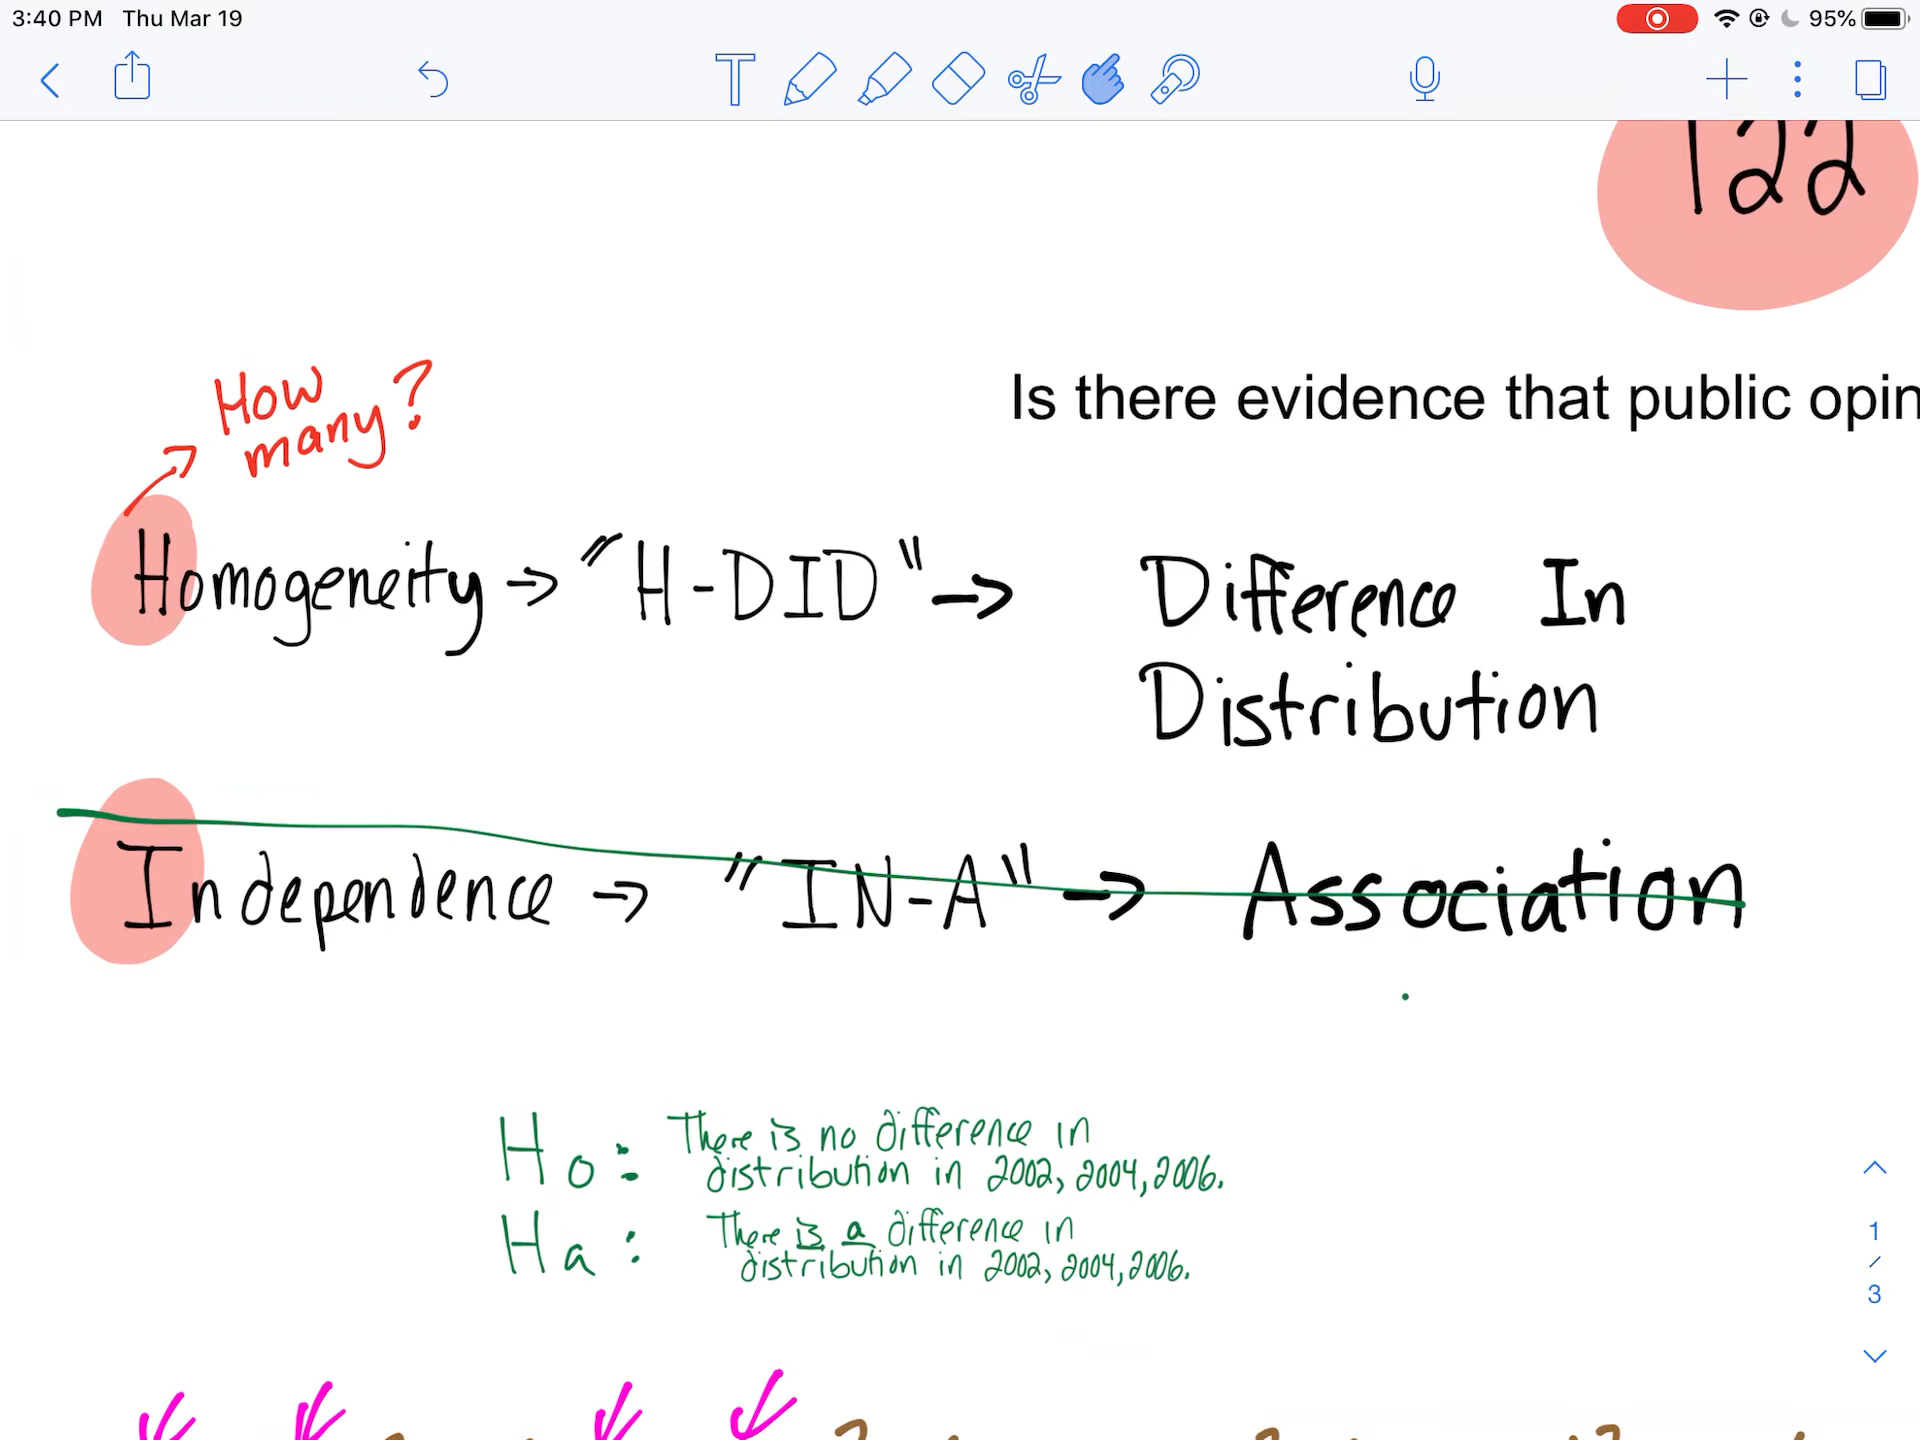 3:40 PM Thu Mar 19
95%
122
Is there evidence that public opin
How
many?
Homogeneity → "H-DID" → Difference In
Distribution
Independence → "IN-A" → Association
Ho: There is no difference in
distribution in 2002, 2004, 2006.
Ha: There is a difference in
distribution in 2002, 2004, 2006.
1
/
3